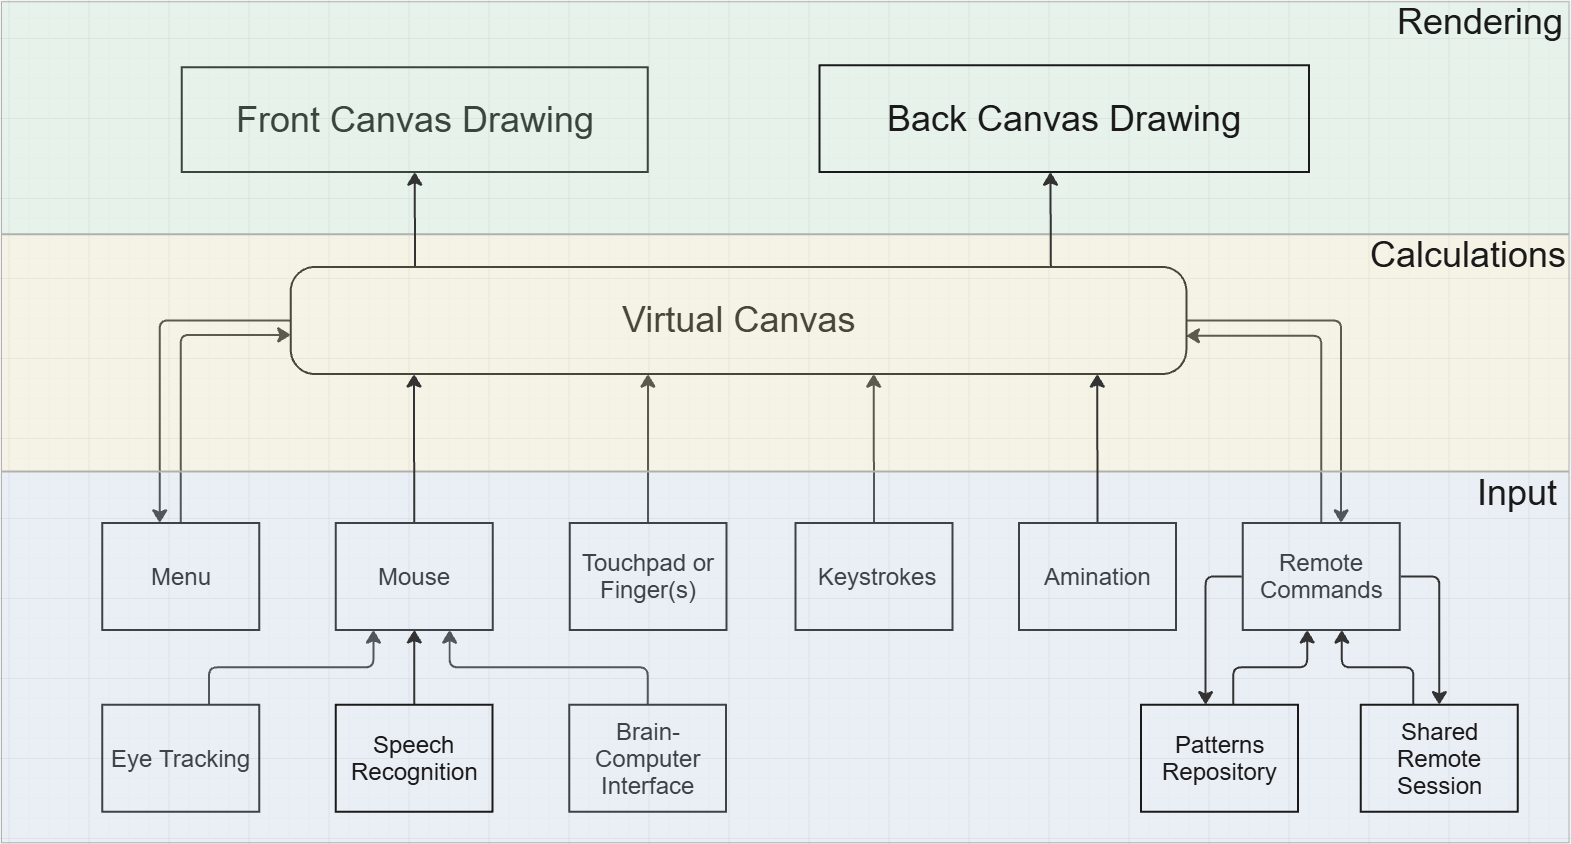 Rendering
Front Canvas Drawing
Back Canvas Drawing
Calculations
Virtual Canvas
Input
Menu
Mouse
Touchpad or
Finger(s)
Keystrokes
Amination
Remote
Commands
Eye Tracking
Speech
Recognition
Brain-
Computer
Interface
Patterns
Repository
Shared
Remote
Session